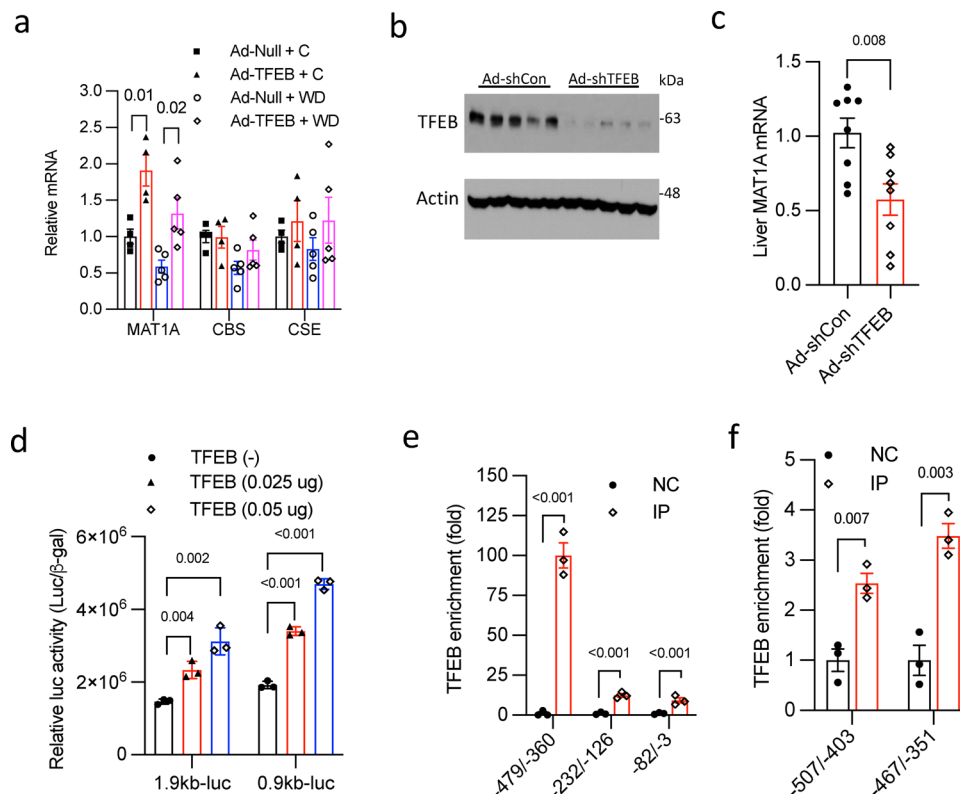 a
Ad-Null + C
Ad-TFEB + C
Ad-Null + WD
Ad-TFEB + WD
0.01
0.02
Relative mRNA
3.0
2.5
2.0
1.5
1.0
0.5
0.0
MAT1A
CBS
CSE
b
Ad-shCon
Ad-shTFEB
kDa
TFEB
-63
-48
Actin
c
0.008
Liver MAT1A mRNA
1.5
1.0
0.5
0.0
Ad-shCon
Ad-shTFEB
d
TFEB (-)
TFEB (0.025 ug)
TFEB (0.05 ug)
Relative luc activity (Luc/β-gal)
6×10⁶
4×10⁶
2×10⁶
0
0.002
0.004
<0.001
<0.001
1.9kb-luc
0.9kb-luc
e
NC
IP
TFEB enrichment (fold)
150
125
100
75
50
25
0
<0.001
<0.001
<0.001
-479/-360
-232/-126
-82/-3
f
NC
IP
TFEB enrichment (fold)
5
4
3
2
1
0
0.007
0.003
-507/-403
-467/-351